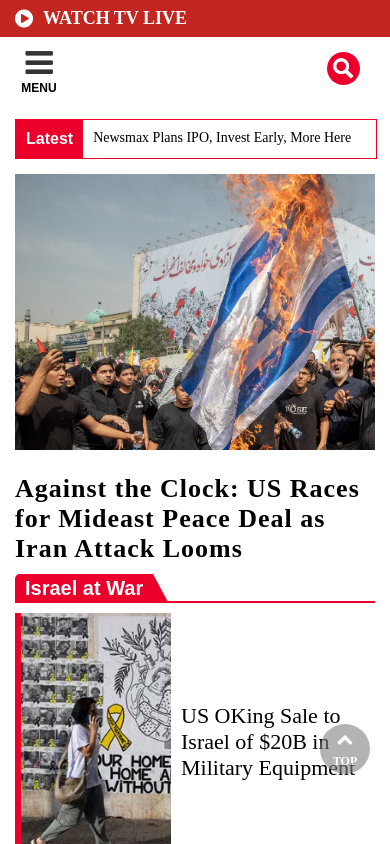 WATCH TV LIVE
MENU
Latest
Newsmax Plans IPO, Invest Early, More Here
Against the Clock: US Races
for Mideast Peace Deal as
Iran Attack Looms
Israel at War
OUR HOME
HOME A
WITHOUT
US OKing Sale to
Israel of $20B in
Military Equipment
TOP